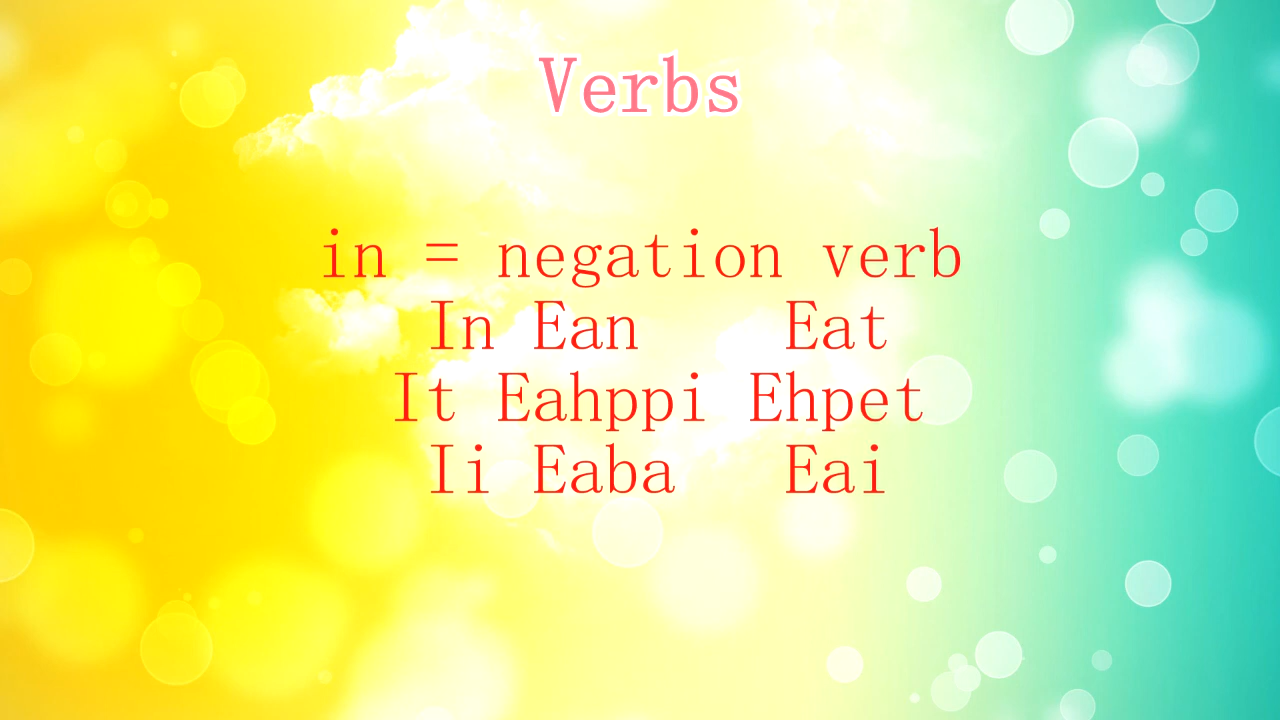 Verbs
in = negation verb
In Ean Eat
It Eahppi Ehpet
Ii Eaba Eai